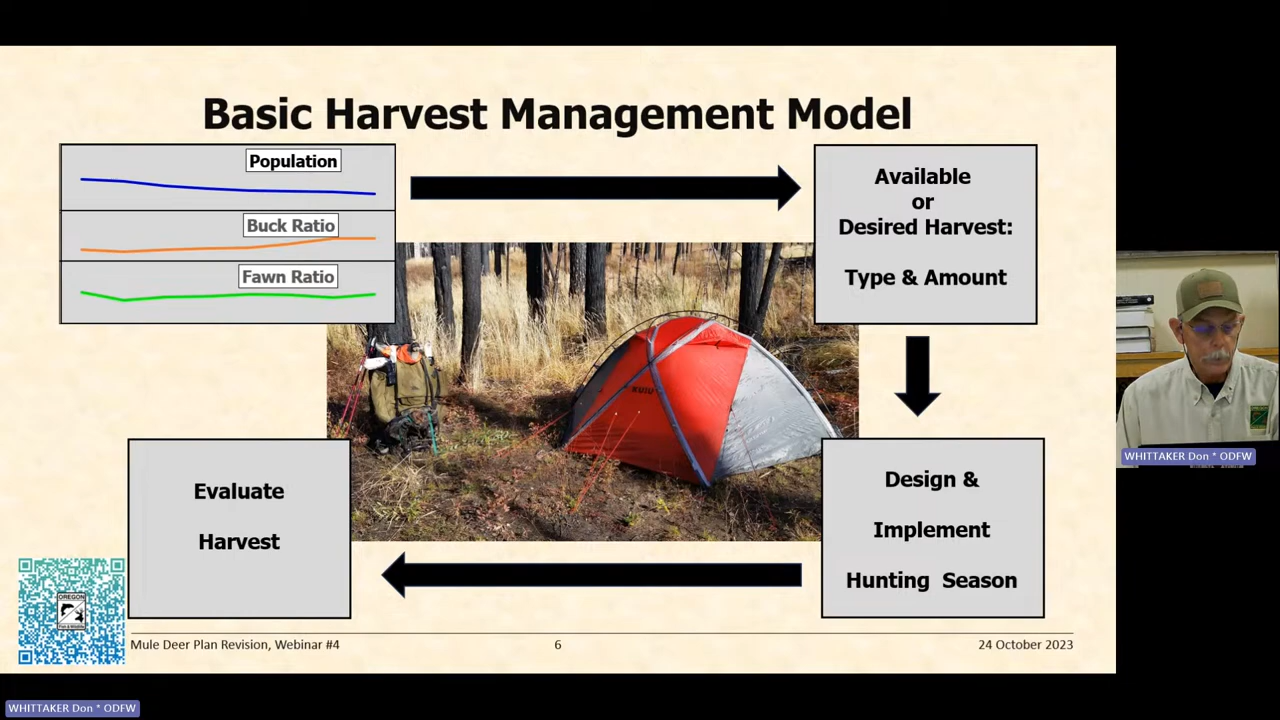 Basic Harvest Management Model
Population
Buck Ratio
Fawn Ratio
Available
or
Desired Harvest:
Type & Amount
Design &
Implement
Hunting Season
Evaluate
Harvest
OREGON
Mule Deer Plan Revision, Webinar #4
6
24 October 2023
WHITTAKER Don * ODFW
WHITTAKER Don * ODFW